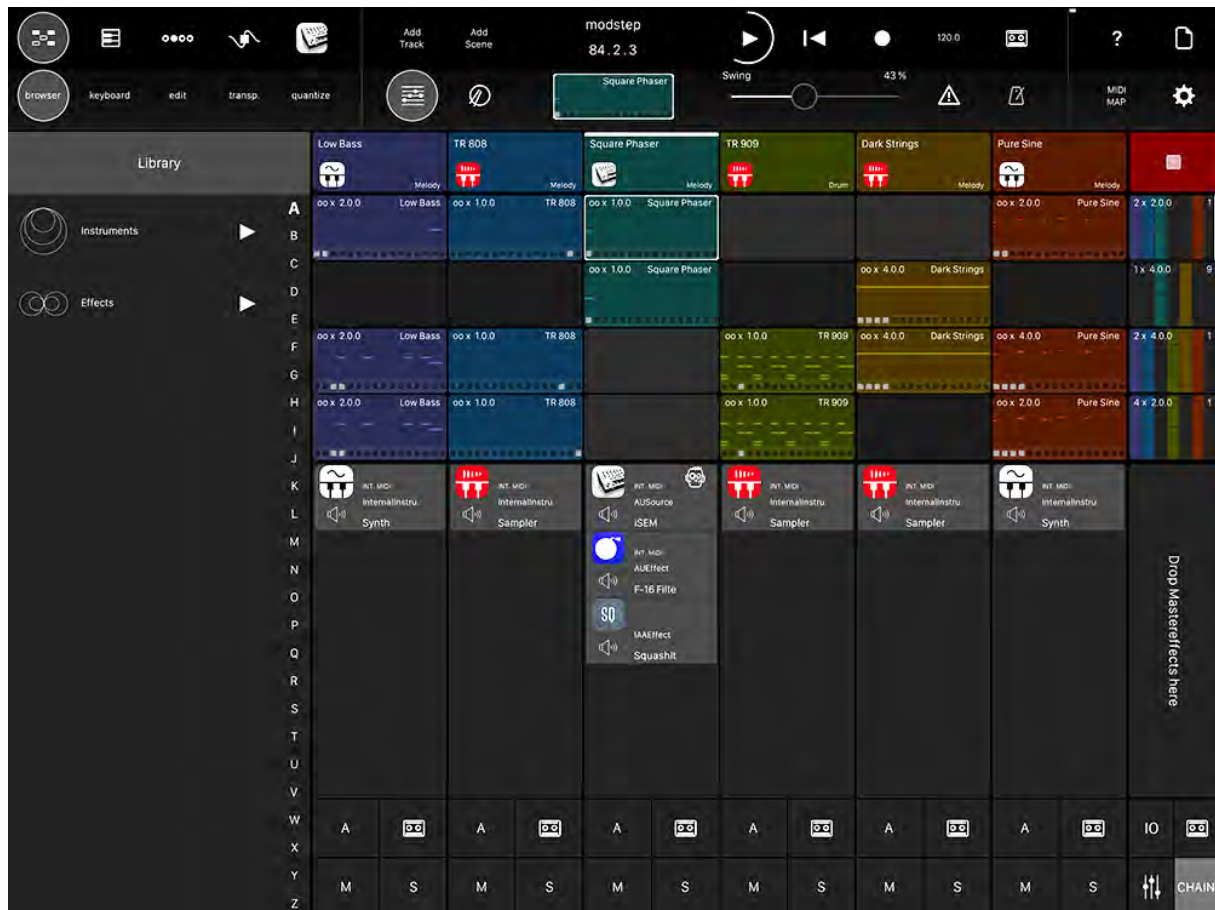 modstep
Add Track
Add Scene
84.2.3
120.0
?
browser
keyboard
edit
transp.
quantize
Square Phaser
Swing
43 %
MIDI MAP
Library
Low Bass
Melody
TR 808
Melody
Square Phaser
Melody
TR 909
Drum
Dark Strings
Melody
Pure Sine
Melody
Instruments
Effects
A
B
C
D
E
F
G
H
I
J
K
L
M
N
O
P
Q
R
S
T
U
V
W
X
Y
Z
oo x 2.0.0 Low Bass
oo x 1.0.0 TR 808
oo x 1.0.0 Square Phaser
oo x 2.0.0 Pure Sine
2 x 2.0.0 1
oo x 1.0.0 Square Phaser
oo x 4.0.0 Dark Strings
1 x 4.0.0 9
oo x 2.0.0 Low Bass
oo x 1.0.0 TR 808
oo x 1.0.0 TR 909
oo x 4.0.0 Dark Strings
oo x 4.0.0 Pure Sine
2 x 4.0.0 1
oo x 2.0.0 Low Bass
oo x 1.0.0 TR 808
oo x 1.0.0 TR 909
oo x 2.0.0 Pure Sine
4 x 2.0.0 1
INT. MIDI
InternalInstru.
Synth
INT. MIDI
InternalInstru.
Sampler
INT. MIDI
AUSource
iSEM
INT. MIDI
AUEffect
F-16 Filte
SQ
IAAEffect
SquashIt
INT. MIDI
InternalInstru.
Sampler
INT. MIDI
InternalInstru.
Sampler
INT. MIDI
InternalInstru.
Synth
Drop Mastereffects here
A A A A A A IO
M S M S M S M S M S M S CHAIN